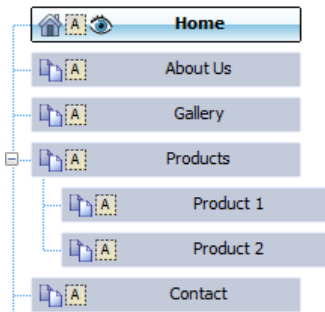 A Home
A About Us
A Gallery
A Products
A Product 1
A Product 2
A Contact